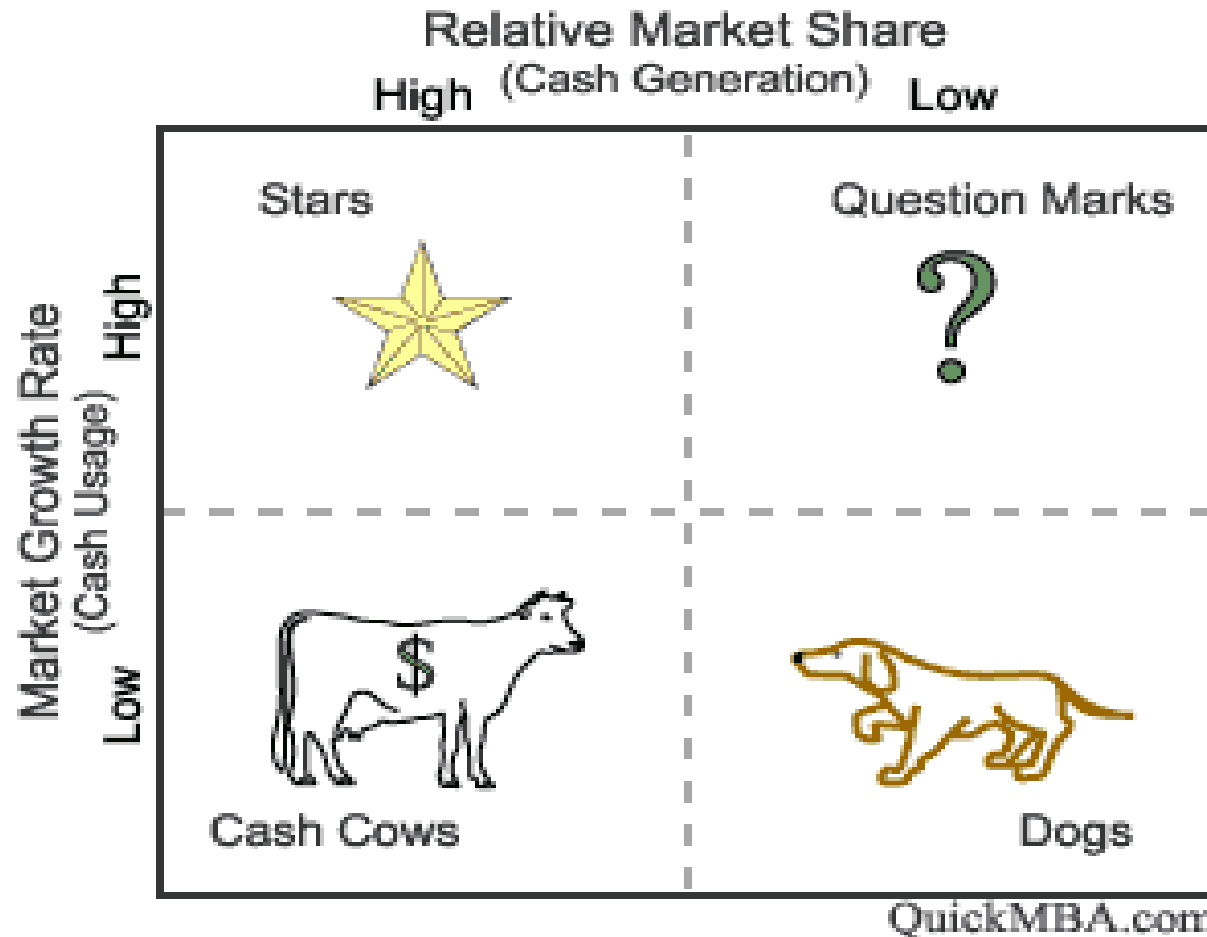 Relative Market Share
(Cash Generation)
High
Low
Market Growth Rate
(Cash Usage)
High
Low
Stars
Question Marks
?
$
Cash Cows
Dogs
QuickMBA.com